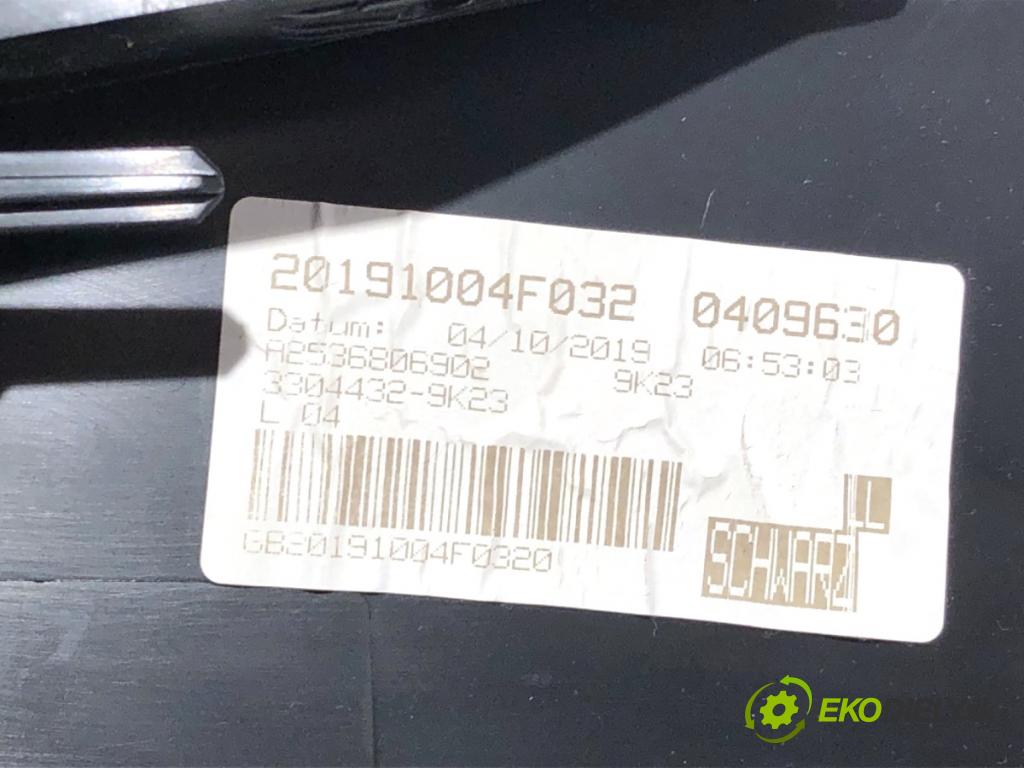 20191004F032 0409630
Datum: 04/10/2019 06:53:03
A2536806902 9K23
3304432-9K23
L 04
L
GB20191004F0320
SCHWARZ
EKO